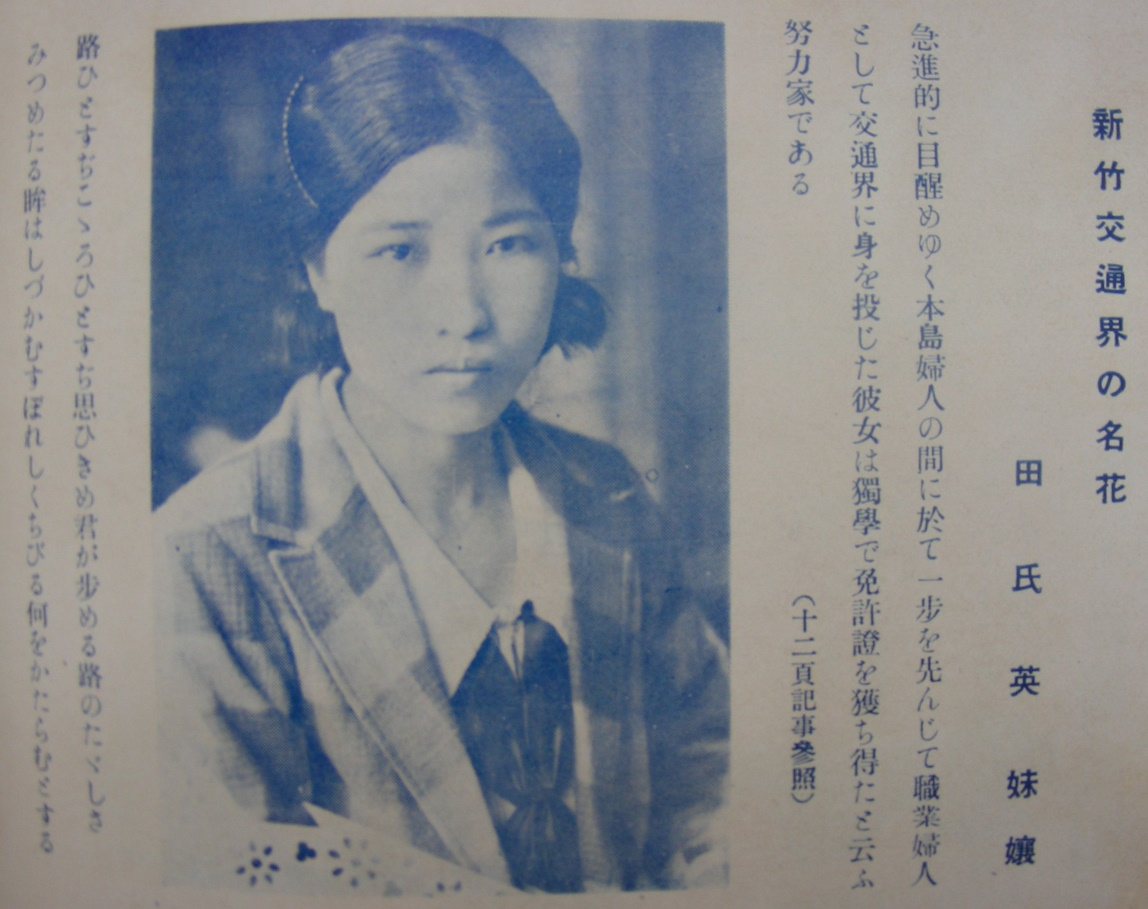 新竹交通界の名花
田氏英妹孃
急進的に目醒めゆく本島婦人の間に於て一步を先んじて職業婦人
として交通界に身を投じた彼女は獨學で免許證を獲ち得たと云ふ
努力家である
（十二頁記事參照）
路ひとすぢこゝろひとすぢ思ひきめ君が步める路のたゞしさ
みつめたる眸はしづかむすぼれしくちびる何をかたらむとする